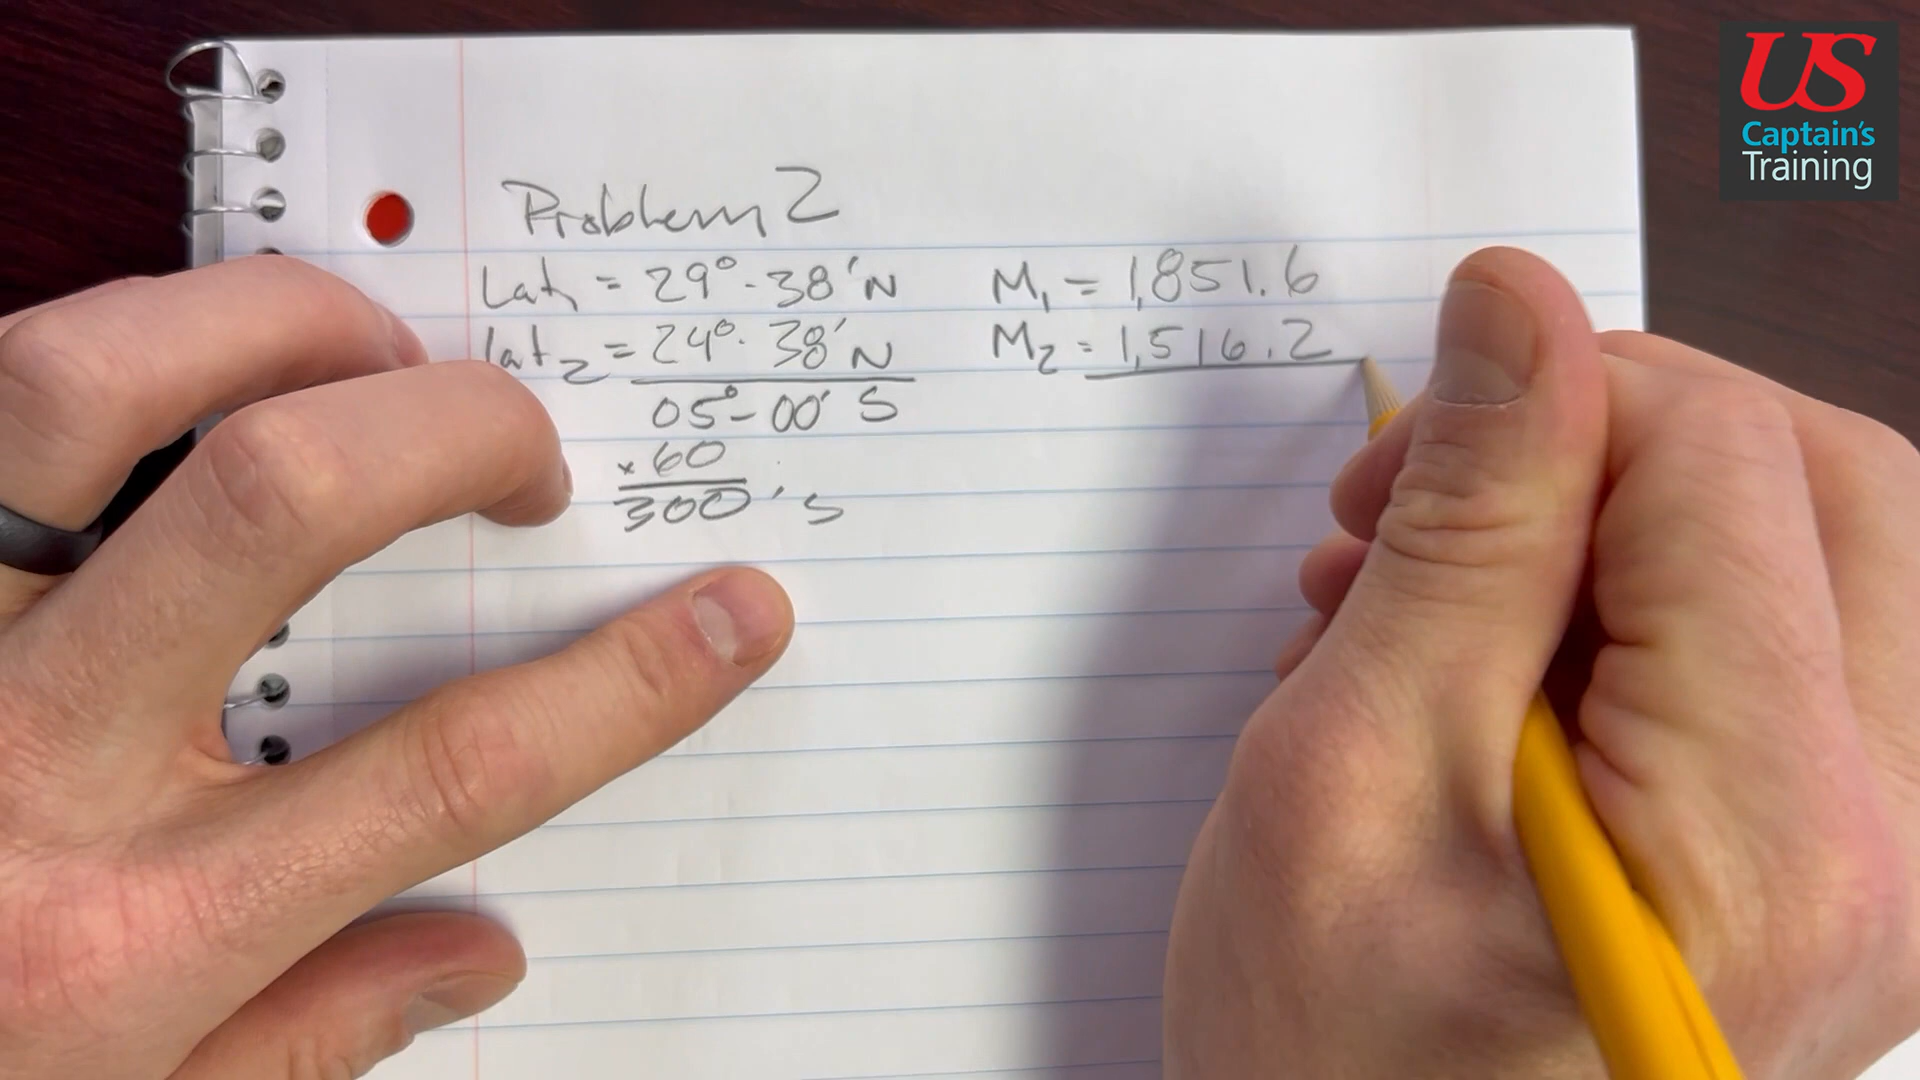 Problem 2
Lat₁ = 29°-38'N M₁ = 1,851.6
Lat₂ = 24°-38'N M₂ = 1,516.2
05°-00' S
×60
300' S
US
Captain's
Training